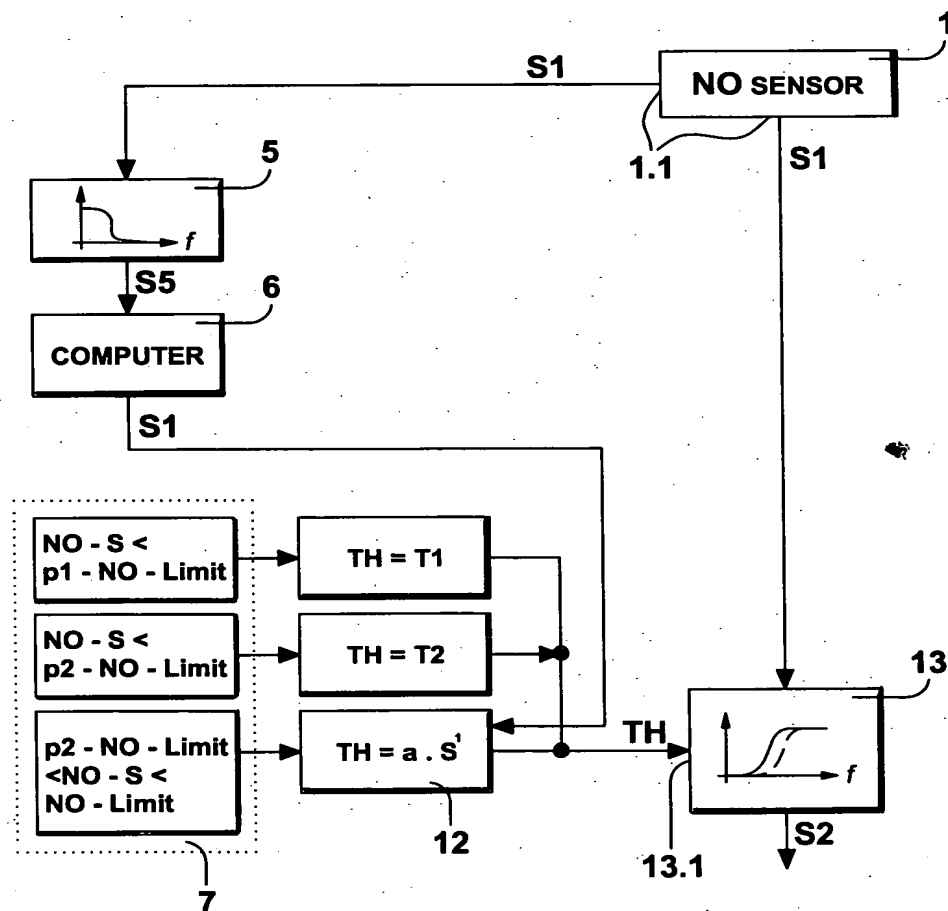 1
S1
NO SENSOR
1.1
S1
5
f
S5
6
COMPUTER
S1
NO - S <
p1 - NO - Limit
TH = T1
NO - S <
p2 - NO - Limit
TH = T2
13
p2 - NO - Limit
<NO - S <
NO - Limit
TH = a . S¹
TH
f
12
13.1
S2
7